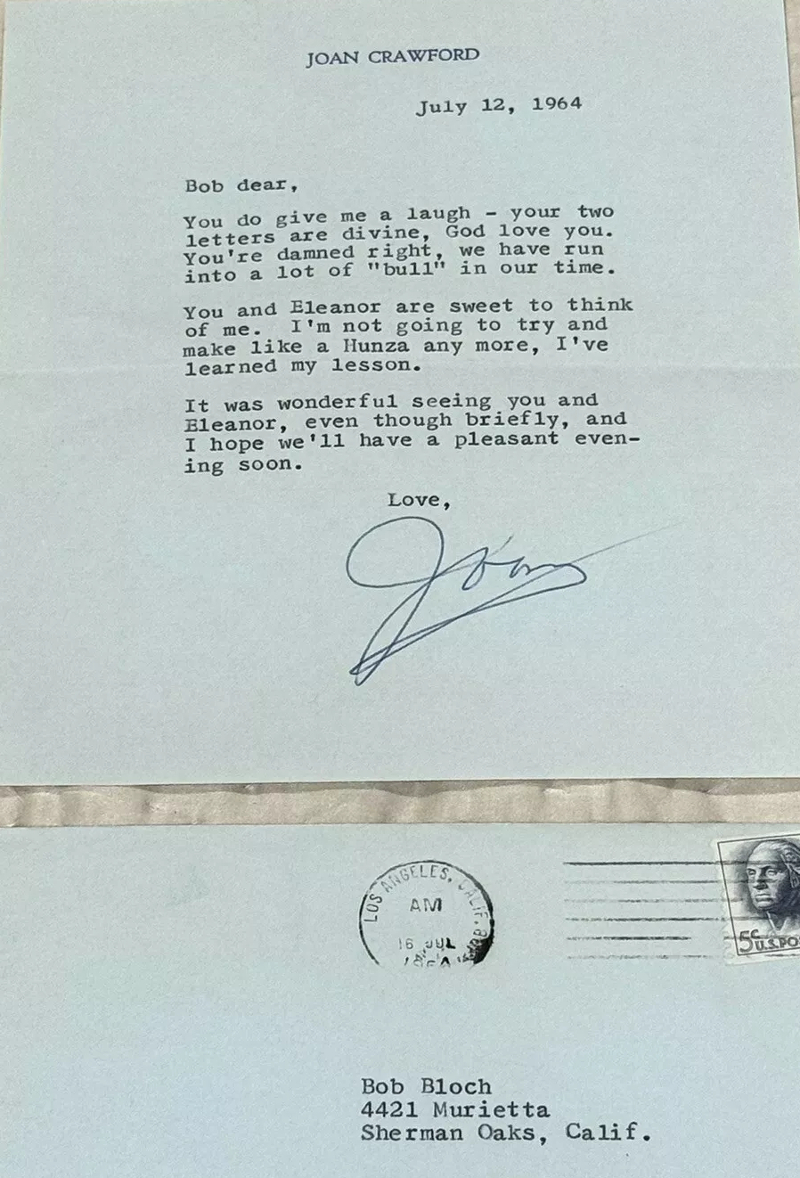 JOAN CRAWFORD
July 12, 1964
Bob dear,
You do give me a laugh - your two
letters are divine, God love you.
You're damned right, we have run
into a lot of "bull" in our time.
You and Eleanor are sweet to think
of me.  I'm not going to try and
make like a Hunza any more, I've
learned my lesson.
It was wonderful seeing you and
Eleanor, even though briefly, and
I hope we'll have a pleasant even-
ing soon.
Love,
Joan
LOS ANGELES, CALIF.
AM
16 JUL
5c U.S. PO
Bob Bloch
4421 Murietta
Sherman Oaks, Calif.